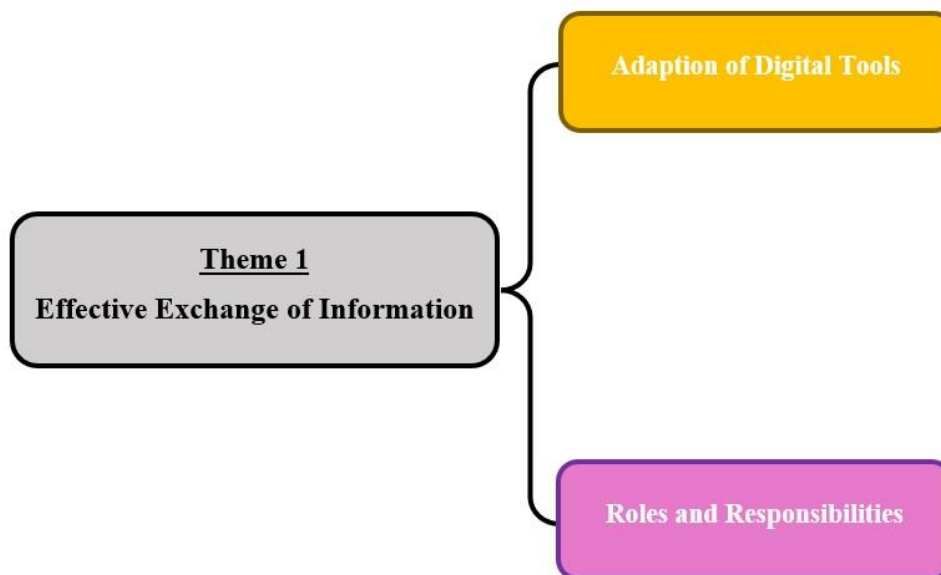 Adaption of Digital Tools
Theme 1
Effective Exchange of Information
Roles and Responsibilities